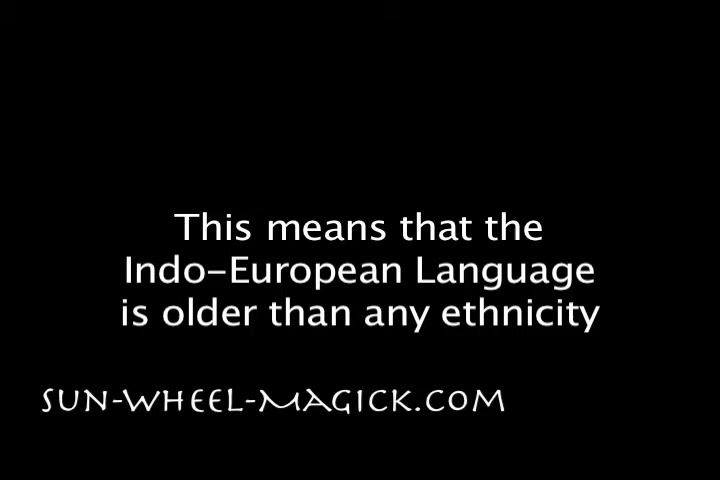 This means that the
Indo-European Language
is older than any ethnicity
SUN-WHEEL-MAGICK.COM